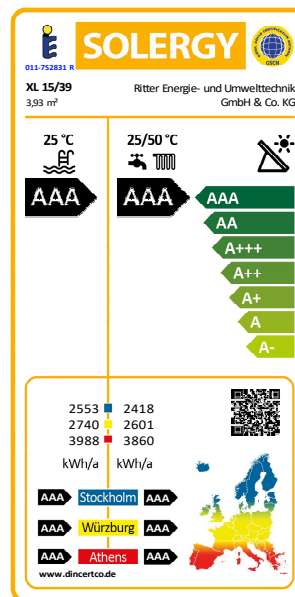 SOLERGY
011-7S2831 R
XL 15/39
3,93 m²
Ritter Energie- und Umwelttechnik
GmbH & Co. KG
25 °C
25/50 °C
AAA
AAA
AAA
AA
A+++
A++
A+
A
A-
2553 2418
2740 2601
3988 3860
kWh/a kWh/a
AAA Stockholm AAA
AAA Würzburg AAA
AAA Athens AAA
www.dincertco.de